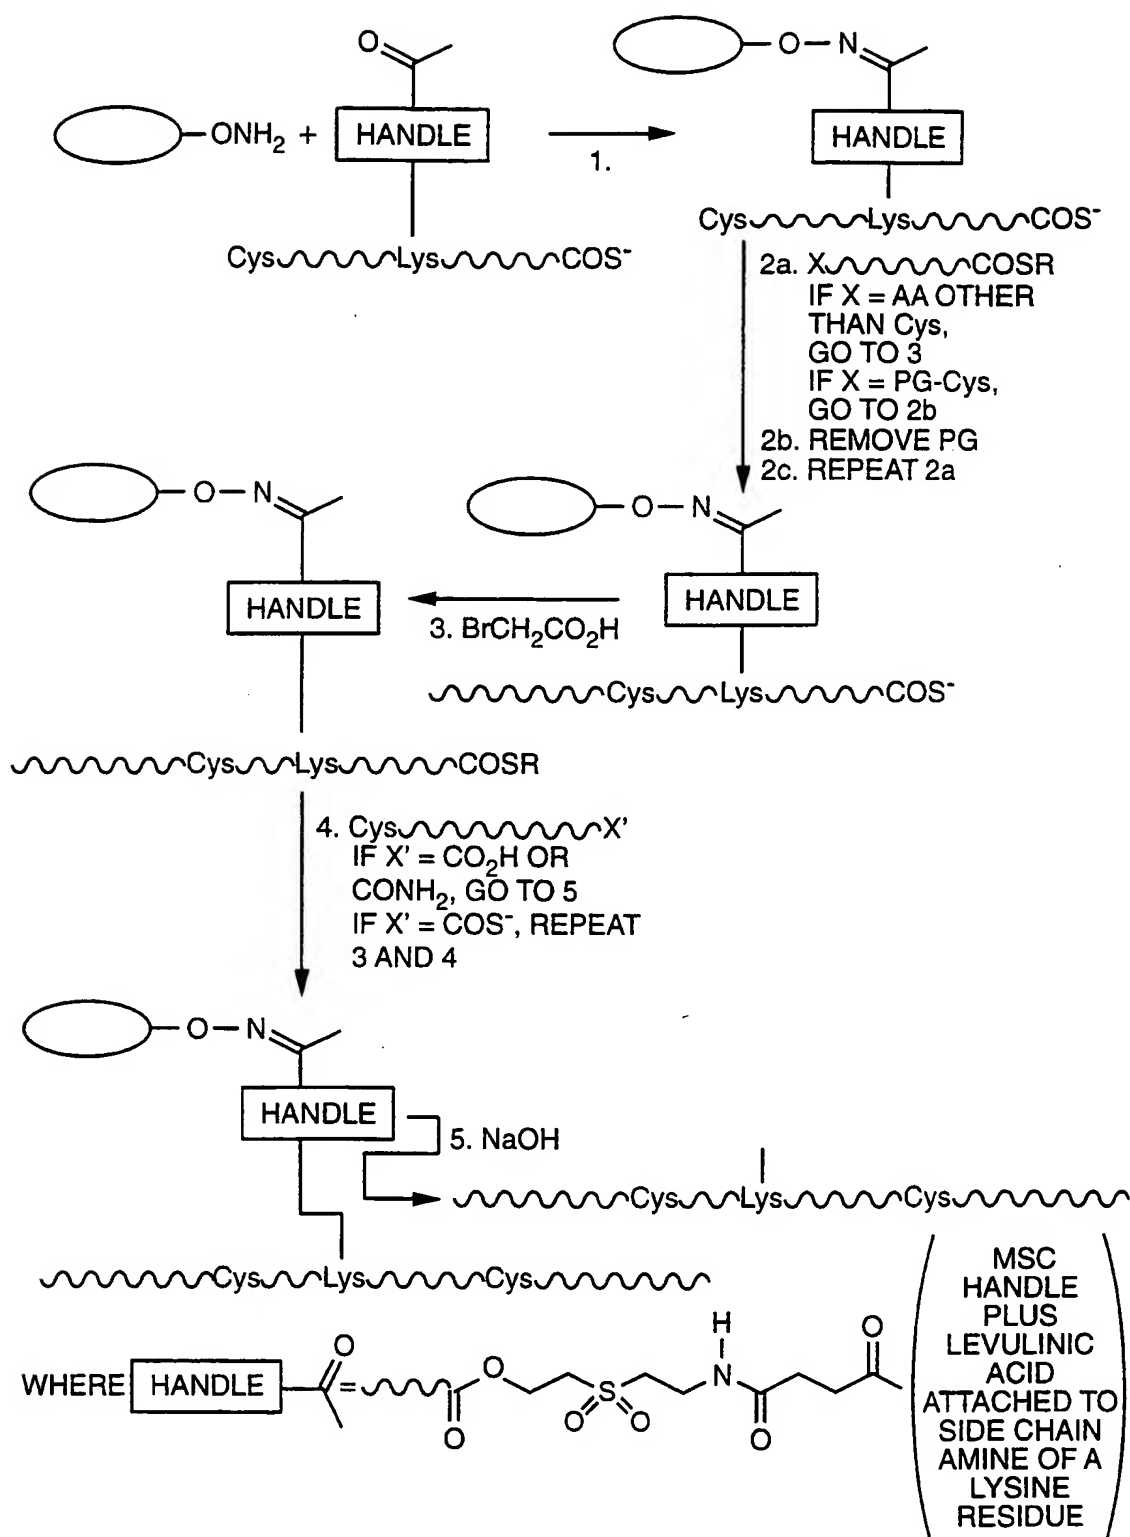 O
O—N
ONH2 + HANDLE
1.
HANDLE
Cys Lys COS-
Cys Lys COS-
2a. X COSR
IF X = AA OTHER
THAN Cys,
GO TO 3
IF X = PG-Cys,
GO TO 2b
2b. REMOVE PG
2c. REPEAT 2a
O—N
O—N
HANDLE
HANDLE
3. BrCH2CO2H
Cys Lys COS-
Cys Lys COSR
4. Cys X'
IF X' = CO2H OR
CONH2, GO TO 5
IF X' = COS-, REPEAT
3 AND 4
O—N
HANDLE
5. NaOH
Cys Lys Cys
Cys Lys Cys
WHERE HANDLE O = O O S O O H N O O
MSC
HANDLE
PLUS
LEVULINIC
ACID
ATTACHED TO
SIDE CHAIN
AMINE OF A
LYSINE
RESIDUE